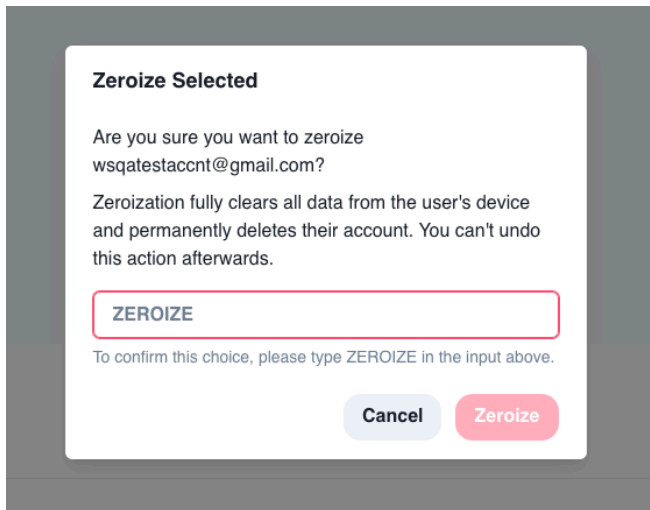 Zeroize Selected
Are you sure you want to zeroize
wsqatestaccnt@gmail.com?
Zeroization fully clears all data from the user's device
and permanently deletes their account. You can't undo
this action afterwards.
ZEROIZE
To confirm this choice, please type ZEROIZE in the input above.
Cancel Zeroize